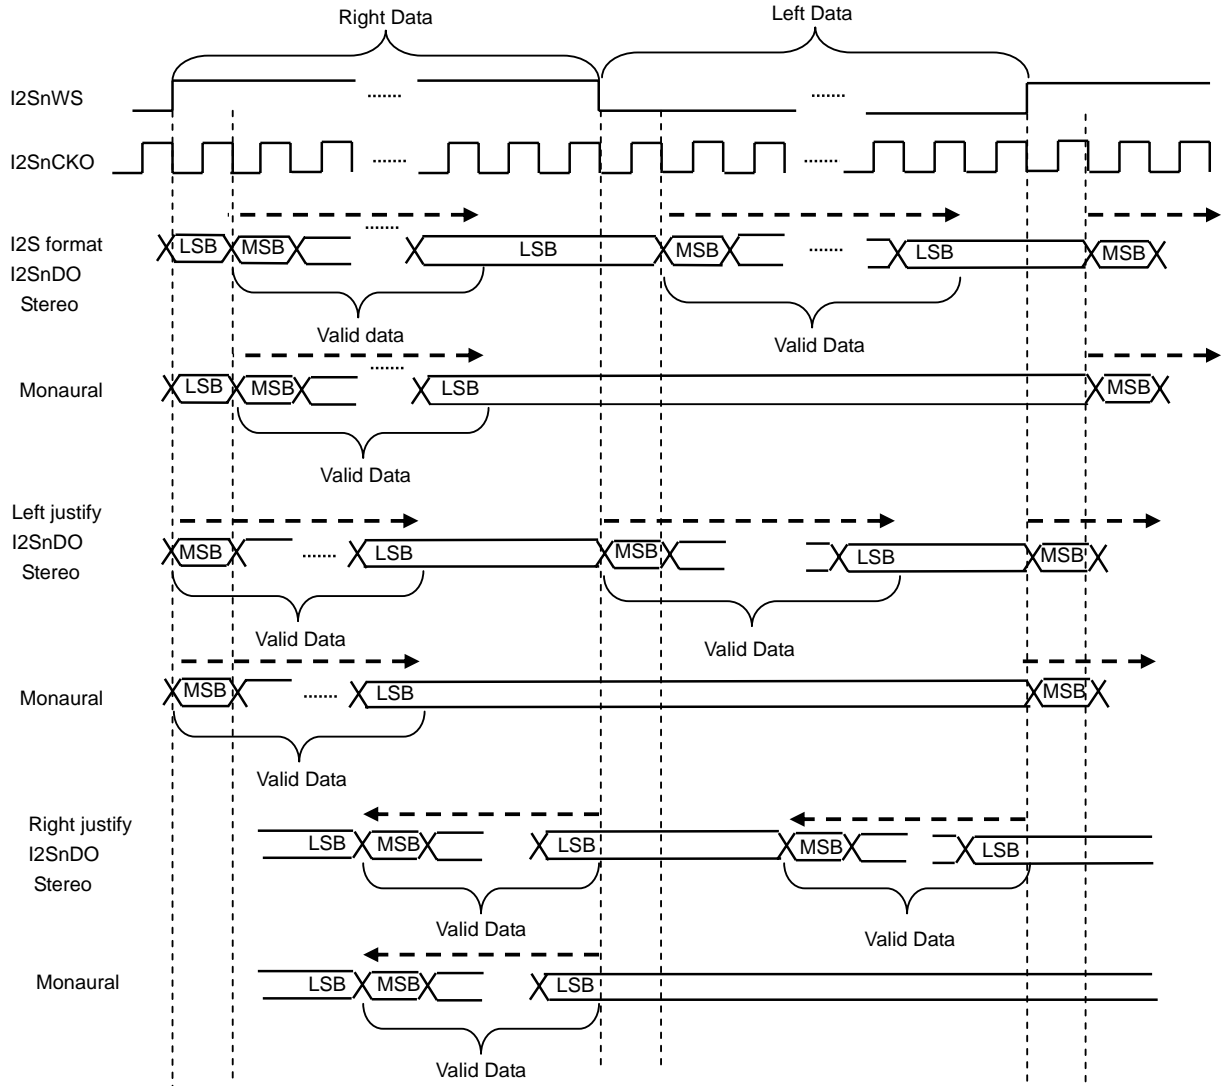 Right Data
Left Data
I2SnWS
........
........
I2SnCKO
........
........
I2S format
I2SnDO
Stereo
LSB
MSB
........
LSB
MSB
........
LSB
MSB
Valid data
Valid Data
Monaural
LSB
MSB
........
LSB
MSB
Valid Data
Left justify
I2SnDO
Stereo
MSB
........
LSB
MSB
LSB
MSB
Valid Data
Valid Data
Monaural
MSB
........
LSB
MSB
Valid Data
Right justify
I2SnDO
Stereo
LSB
MSB
LSB
MSB
LSB
Valid Data
Valid Data
Monaural
LSB
MSB
LSB
Valid Data